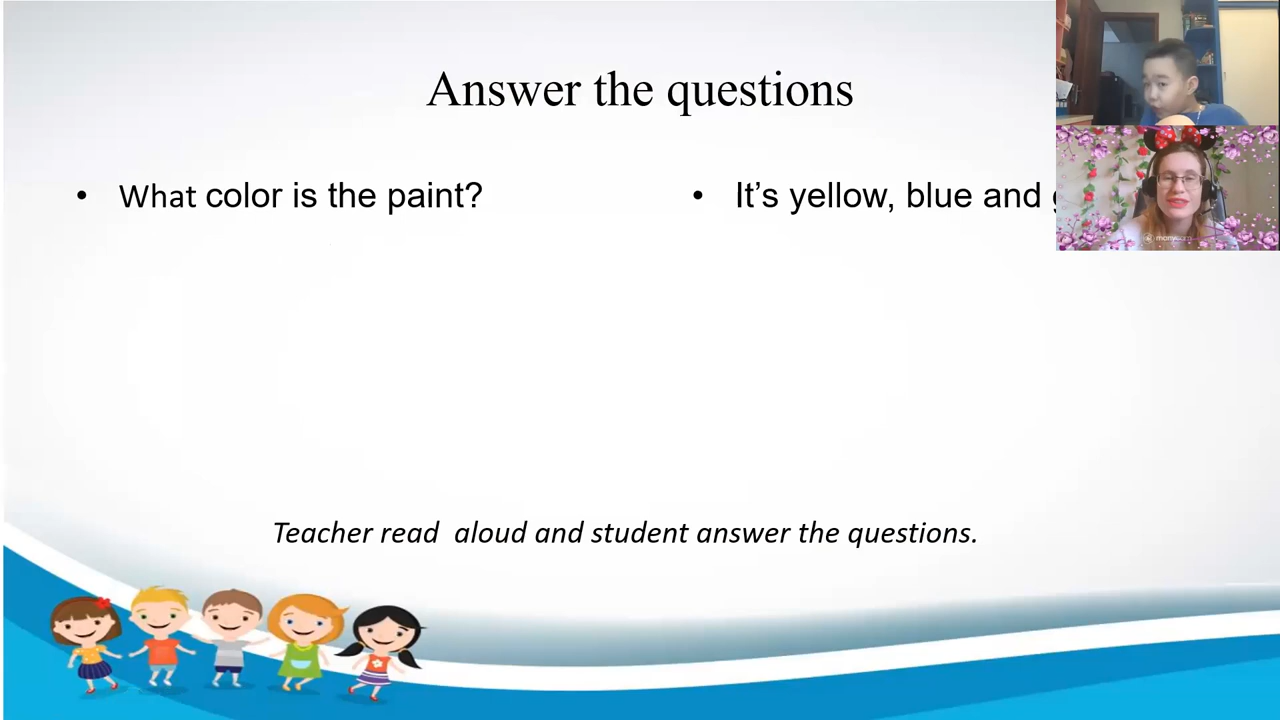 Answer the questions
• What color is the paint?
• It's yellow, blue and
Teacher read  aloud and student answer the questions.